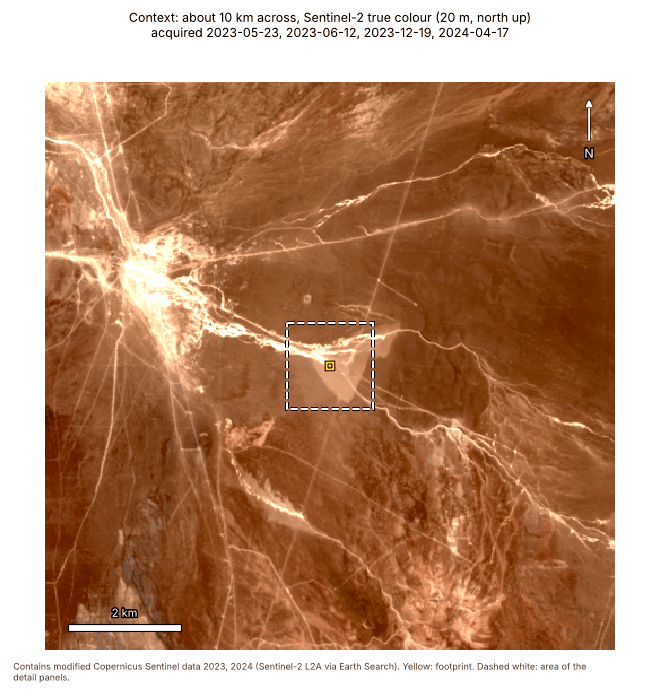 Context: about 10 km across, Sentinel-2 true colour (20 m, north up)
acquired 2023-05-23, 2023-06-12, 2023-12-19, 2024-04-17
N
2 km
Contains modified Copernicus Sentinel data 2023, 2024 (Sentinel-2 L2A via Earth Search). Yellow: footprint. Dashed white: area of the
detail panels.